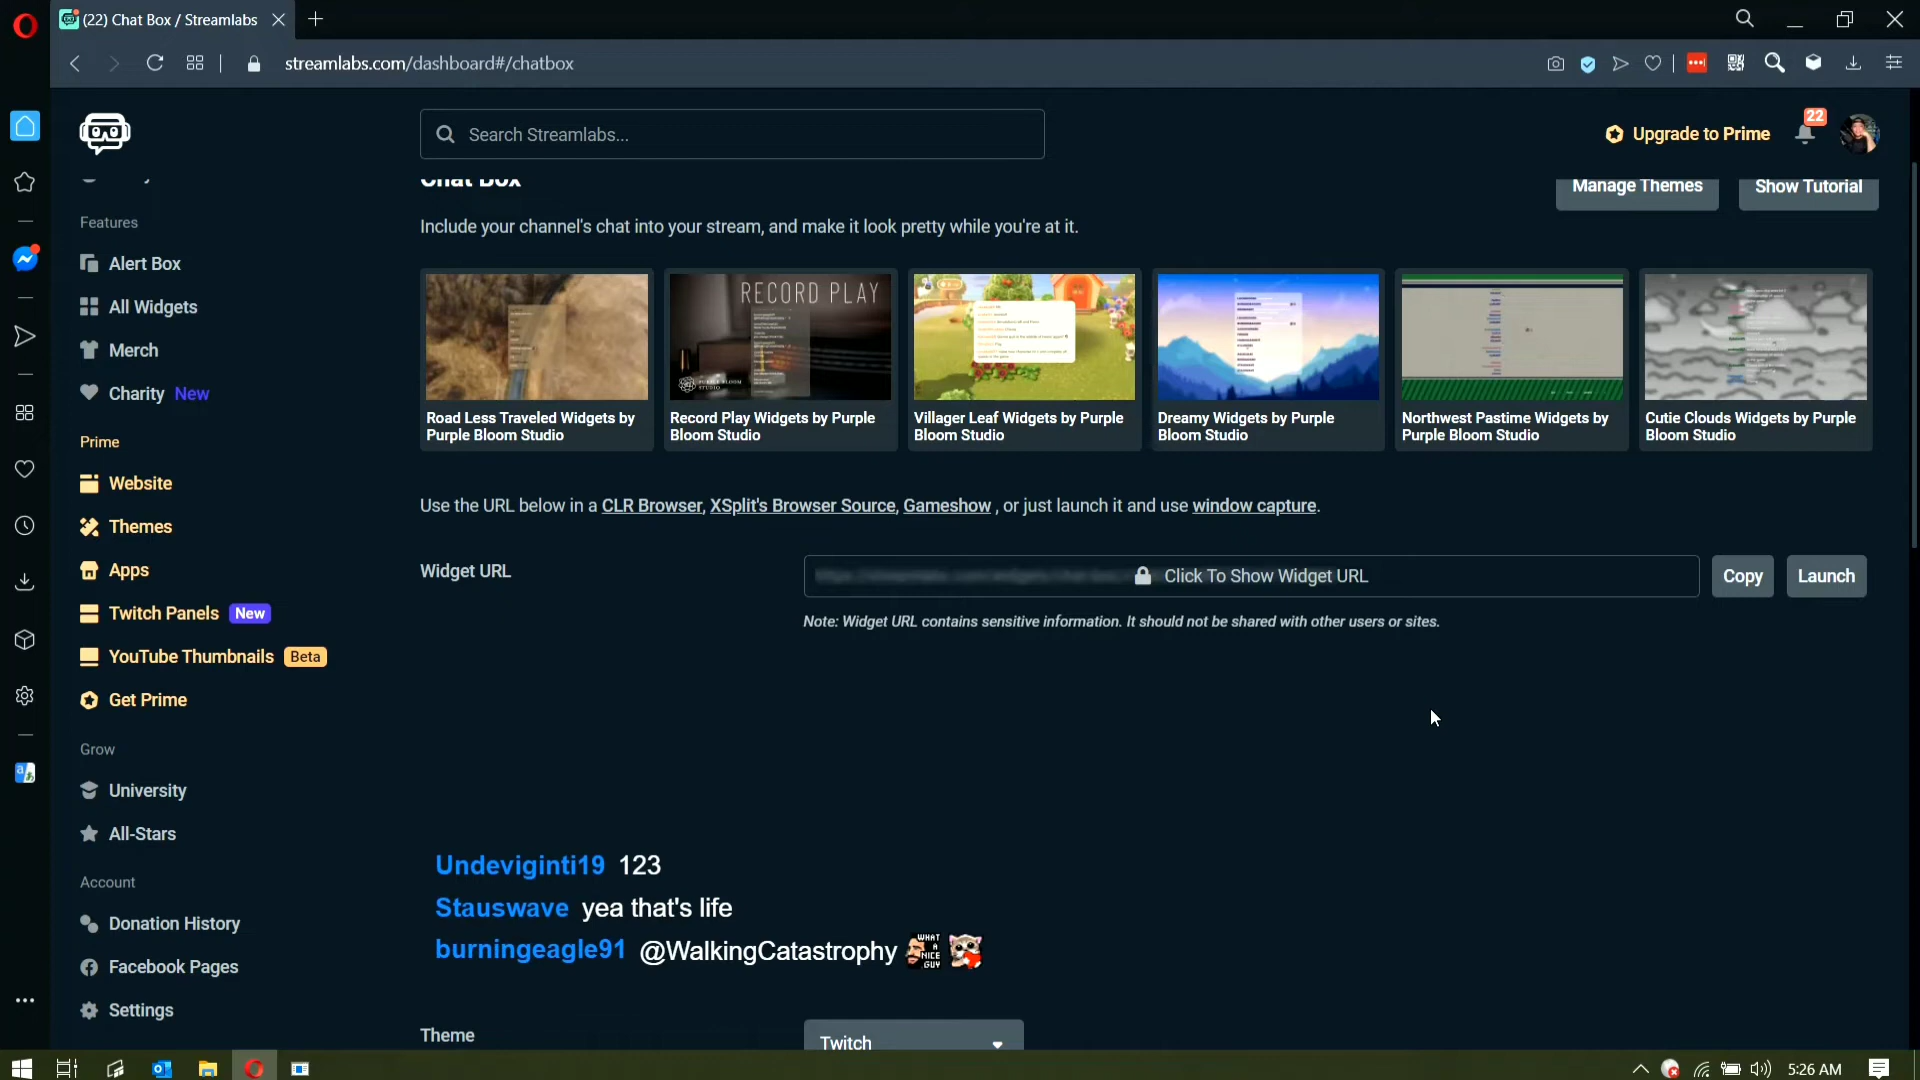 (22) Chat Box / Streamlabs
streamlabs.com/dashboard#/chatbox
Search Streamlabs...
Upgrade to Prime
22
Chat Box
Manage Themes
Show Tutorial
Include your channel's chat into your stream, and make it look pretty while you're at it.
Features
Alert Box
All Widgets
Merch
Charity New
Prime
Website
Themes
Apps
Twitch Panels New
YouTube Thumbnails Beta
Get Prime
Grow
University
All-Stars
Account
Donation History
Facebook Pages
Settings
RECORD PLAY
Road Less Traveled Widgets by
Purple Bloom Studio
Record Play Widgets by Purple
Bloom Studio
Villager Leaf Widgets by Purple
Bloom Studio
Dreamy Widgets by Purple
Bloom Studio
Northwest Pastime Widgets by
Purple Bloom Studio
Cutie Clouds Widgets by Purple
Bloom Studio
Use the URL below in a CLR Browser, XSplit's Browser Source, Gameshow , or just launch it and use window capture.
Widget URL
Click To Show Widget URL
Copy
Launch
Note: Widget URL contains sensitive information. It should not be shared with other users or sites.
Undeviginti19 123
Stauswave yea that's life
burningeagle91 @WalkingCatastrophy
WHAT
A
NICE
GUY
Theme
Twitch
5:26 AM